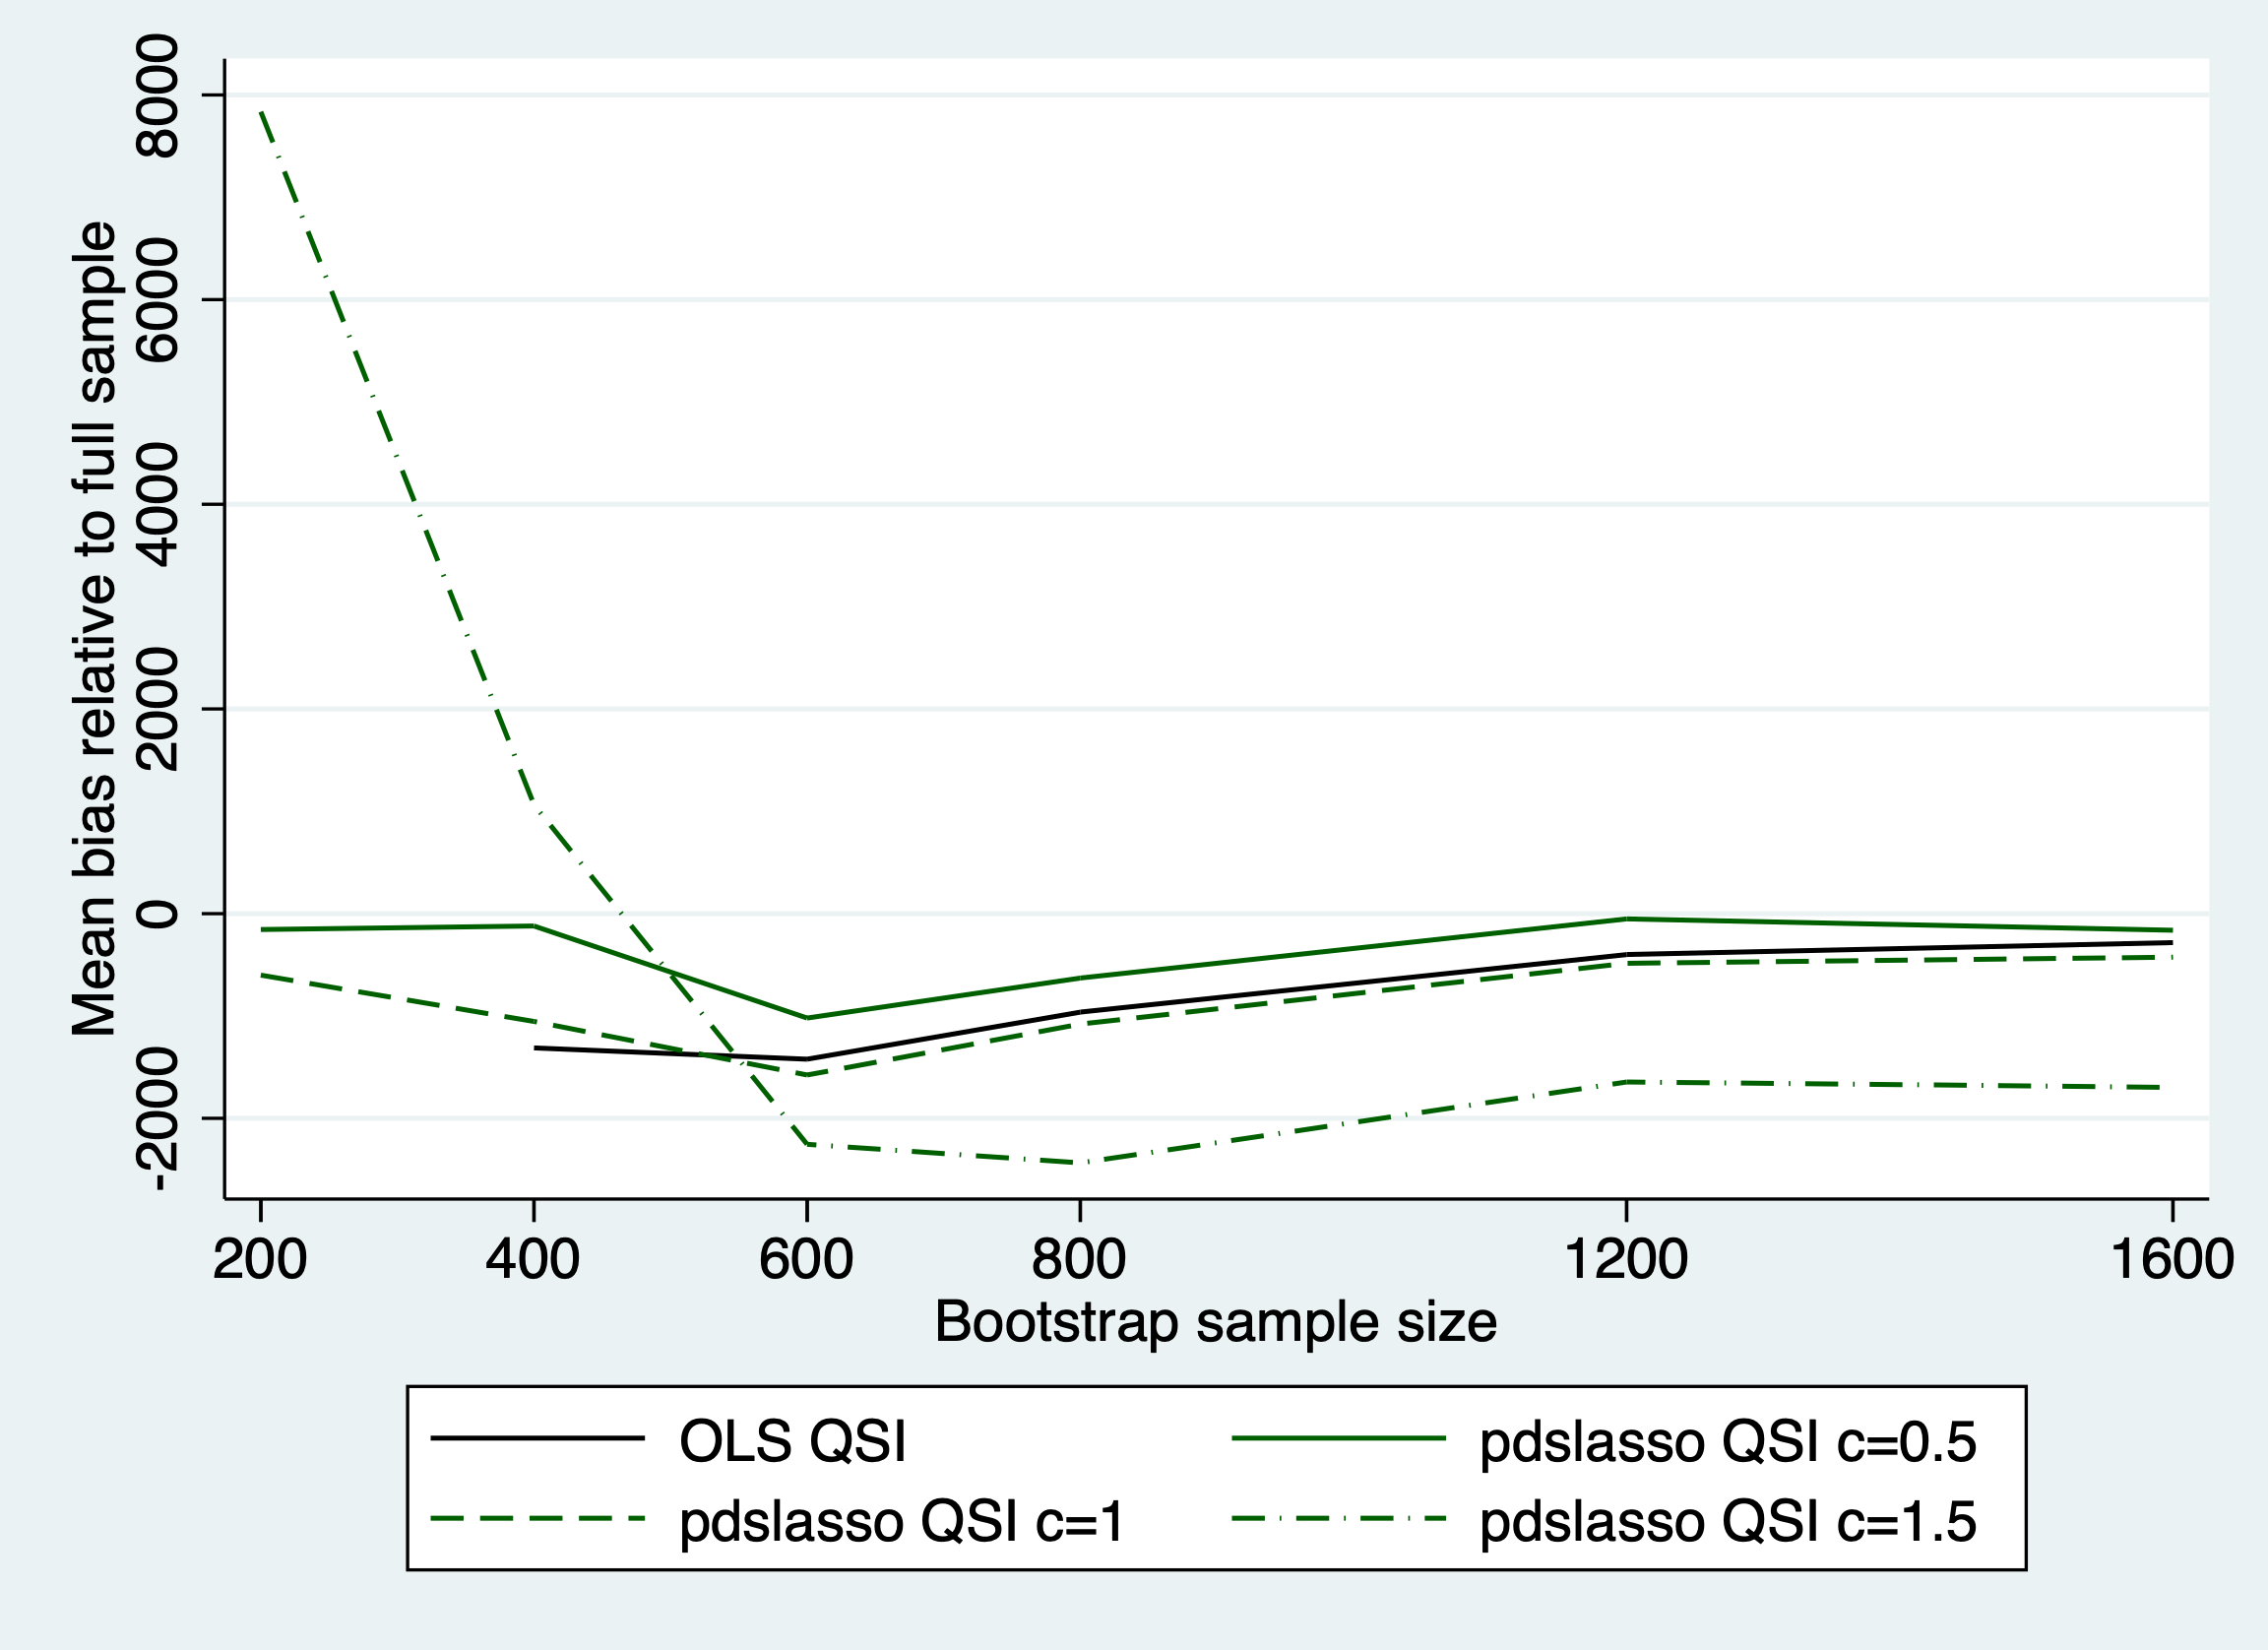 Mean bias relative to full sample
8000
6000
4000
2000
0
-2000
200 400 600 800 1200 1600
Bootstrap sample size
OLS QSI pdslasso QSI c=0.5
pdslasso QSI c=1 pdslasso QSI c=1.5